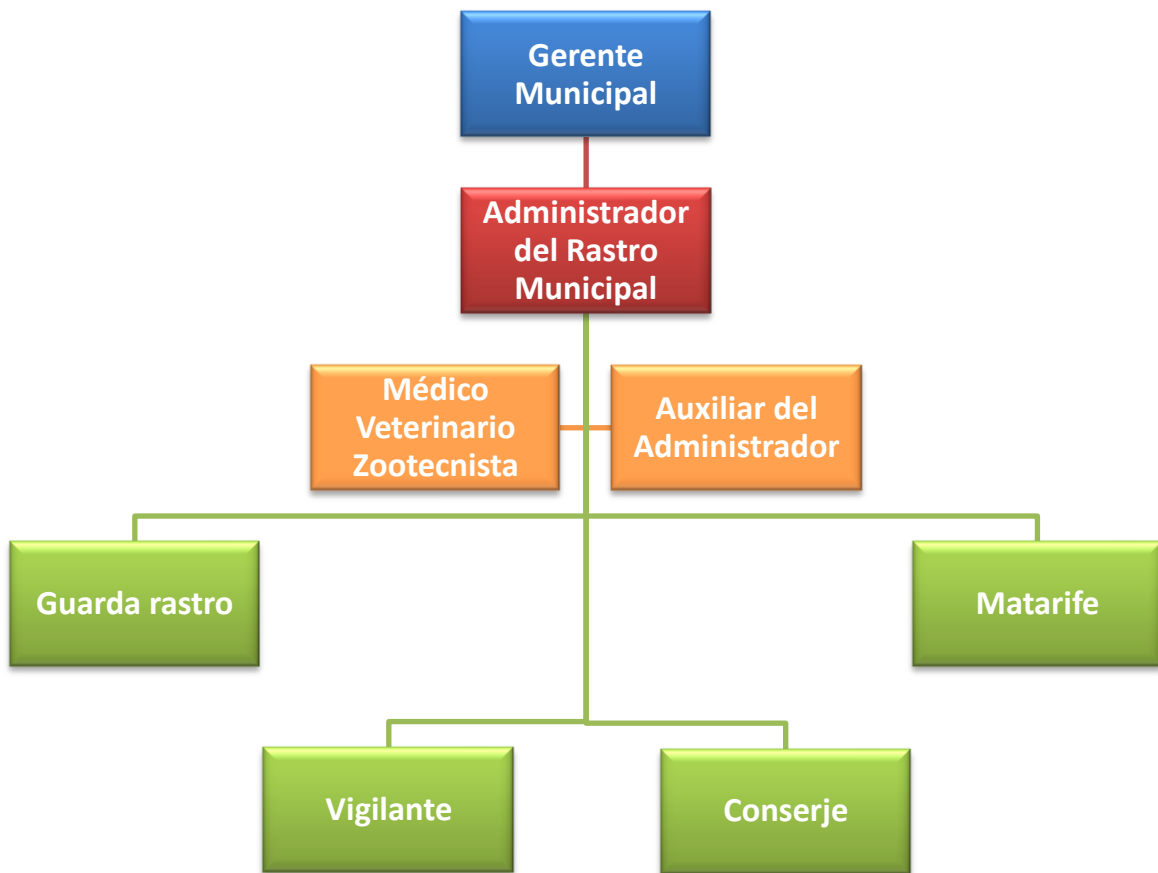 Gerente
Municipal
Administrador
del Rastro
Municipal
Médico
Veterinario
Zootecnista
Auxiliar del
Administrador
Guarda rastro
Matarife
Vigilante
Conserje